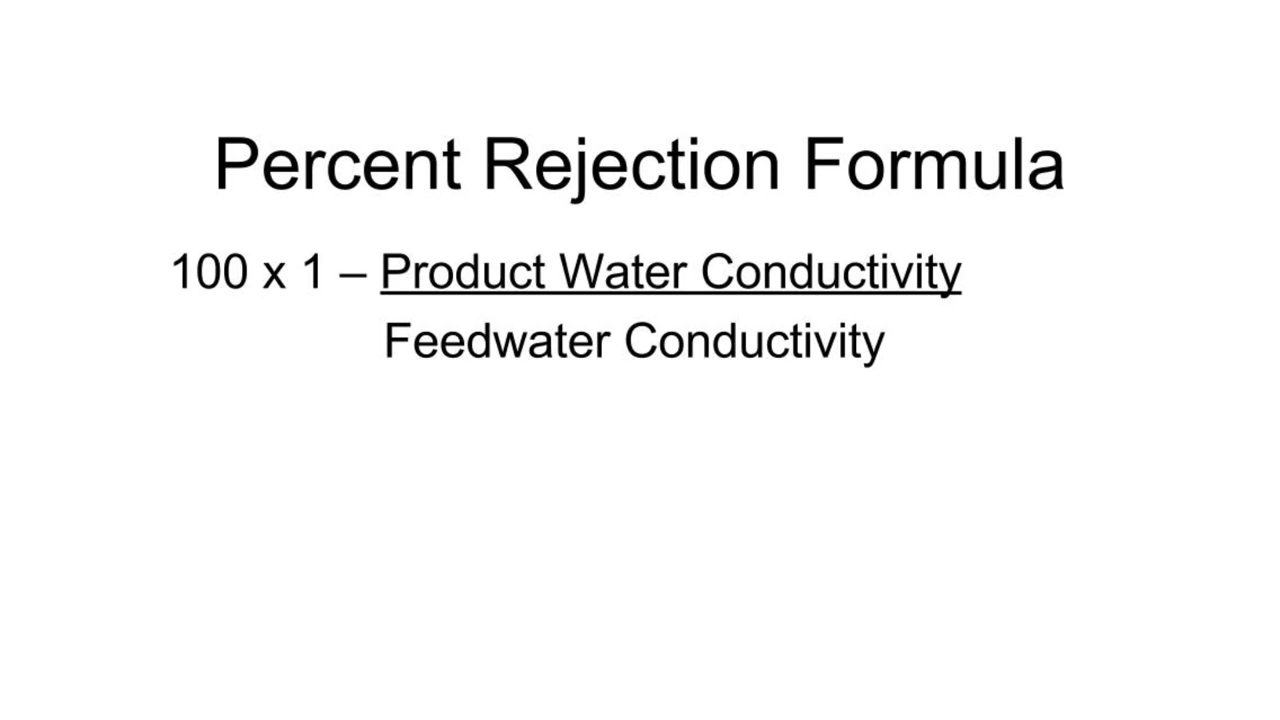 Percent Rejection Formula
100 x 1 – Product Water Conductivity
Feedwater Conductivity